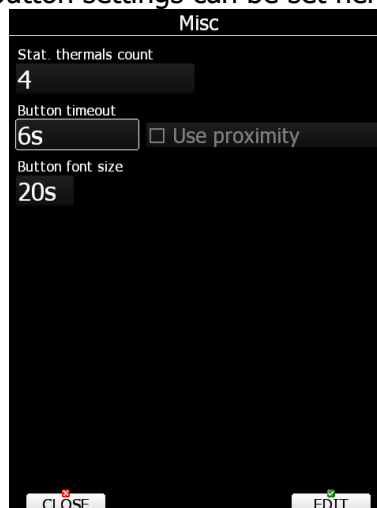 button settings can be set her
Misc
Stat. thermals count
4
Button timeout
6s
Use proximity
Button font size
20s
CLOSE
EDIT